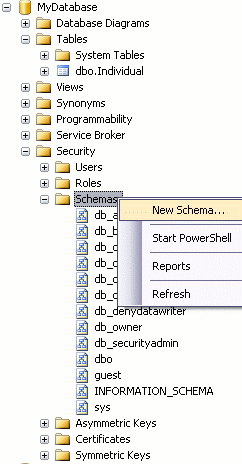 MyDatabase
Database Diagrams
Tables
System Tables
dbo.Individual
Views
Synonyms
Programmability
Service Broker
Security
Users
Roles
Schemas
New Schema...
Start PowerShell
Reports
Refresh
db_denydatawriter
db_owner
db_securityadmin
dbo
guest
INFORMATION_SCHEMA
sys
Asymmetric Keys
Certificates
Symmetric Keys